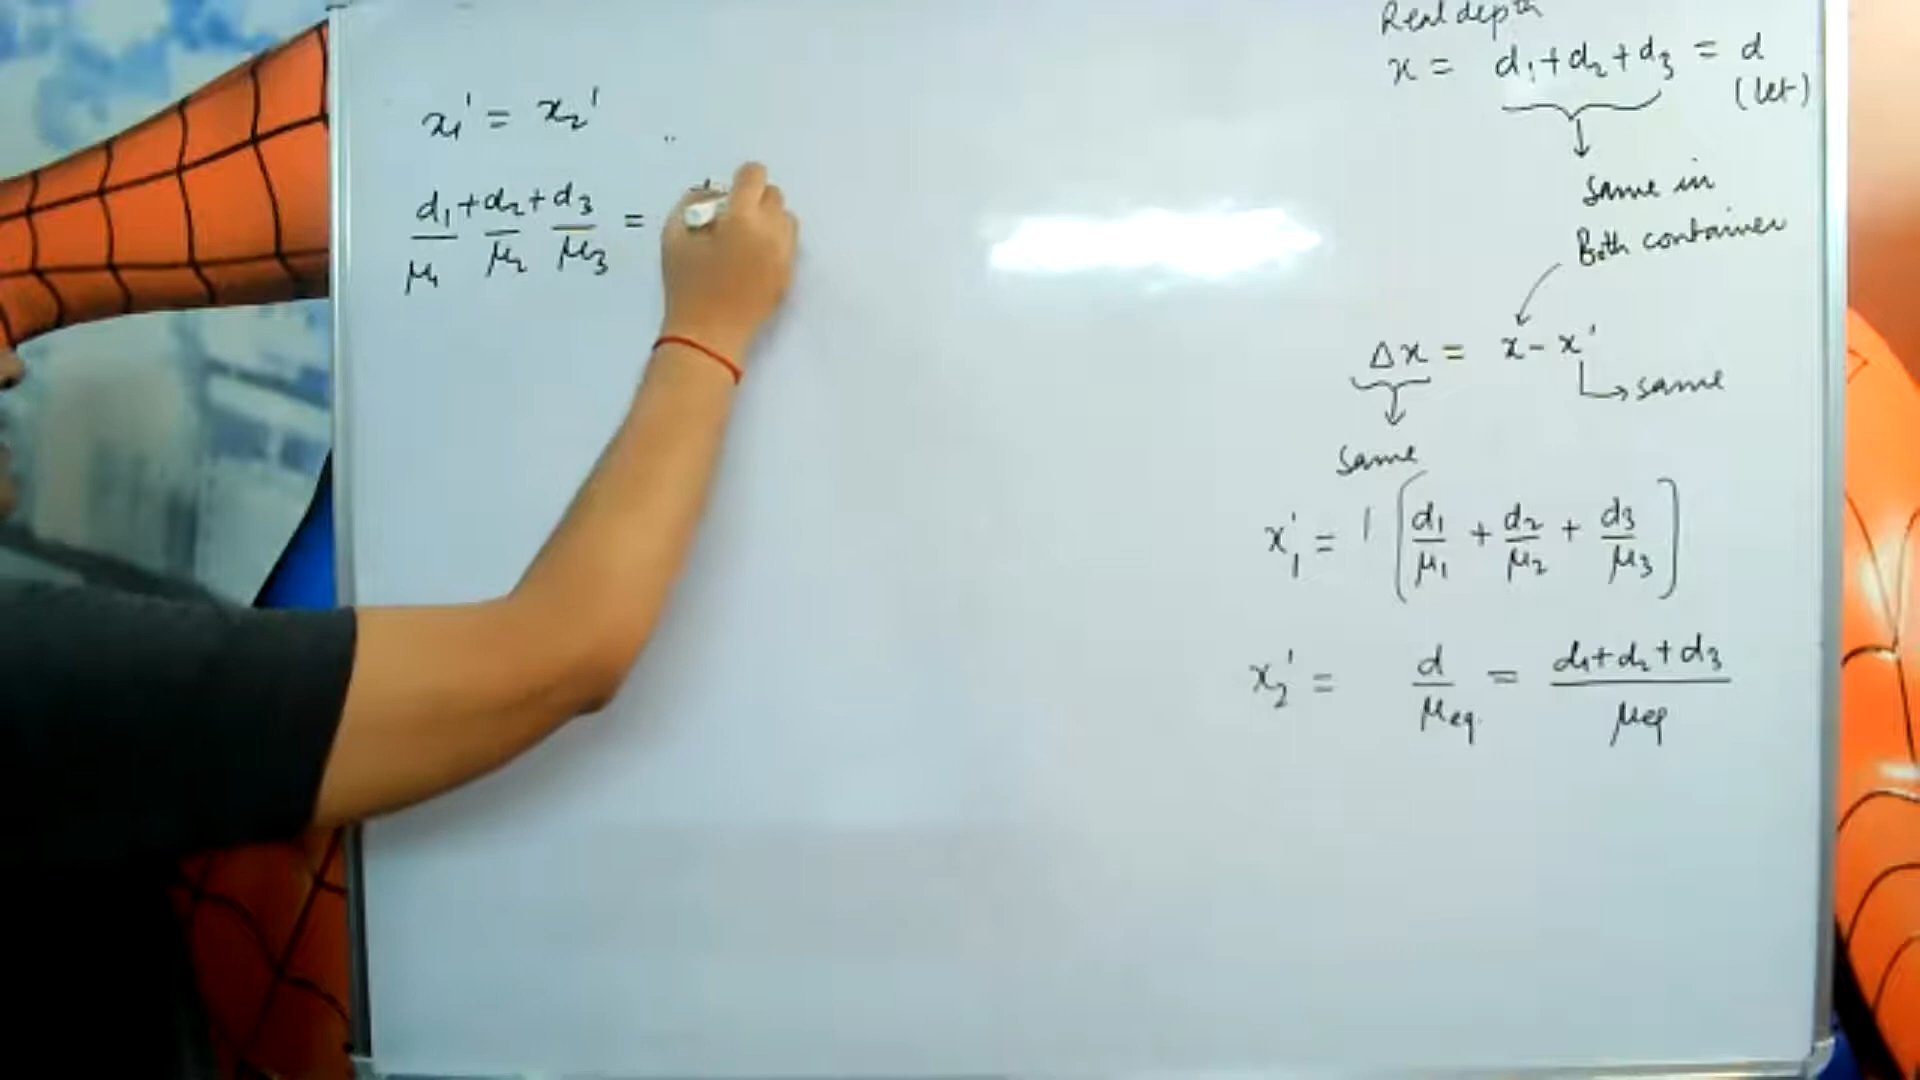 x₁' = x₂'
d₁/μ₁ + d₂/μ₂ + d₃/μ₃ =
Real depth
x = d₁+d₂+d₃ = d
(let)
Same in
Both container
Δx = x-x'
same
Same
x₁' = 1 [d₁/μ₁ + d₂/μ₂ + d₃/μ₃]
x₂' = d/μeq = (d₁+d₂+d₃)/μeq